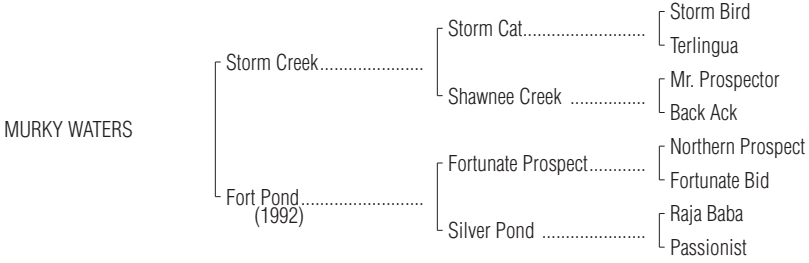 Storm Bird
Storm Cat..........................
Terlingua
Storm Creek......................
Mr. Prospector
Shawnee Creek ................
Back Ack
MURKY WATERS
Northern Prospect
Fortunate Prospect............
Fortunate Bid
Fort Pond..........................
(1992)
Raja Baba
Silver Pond ......................
Passionist